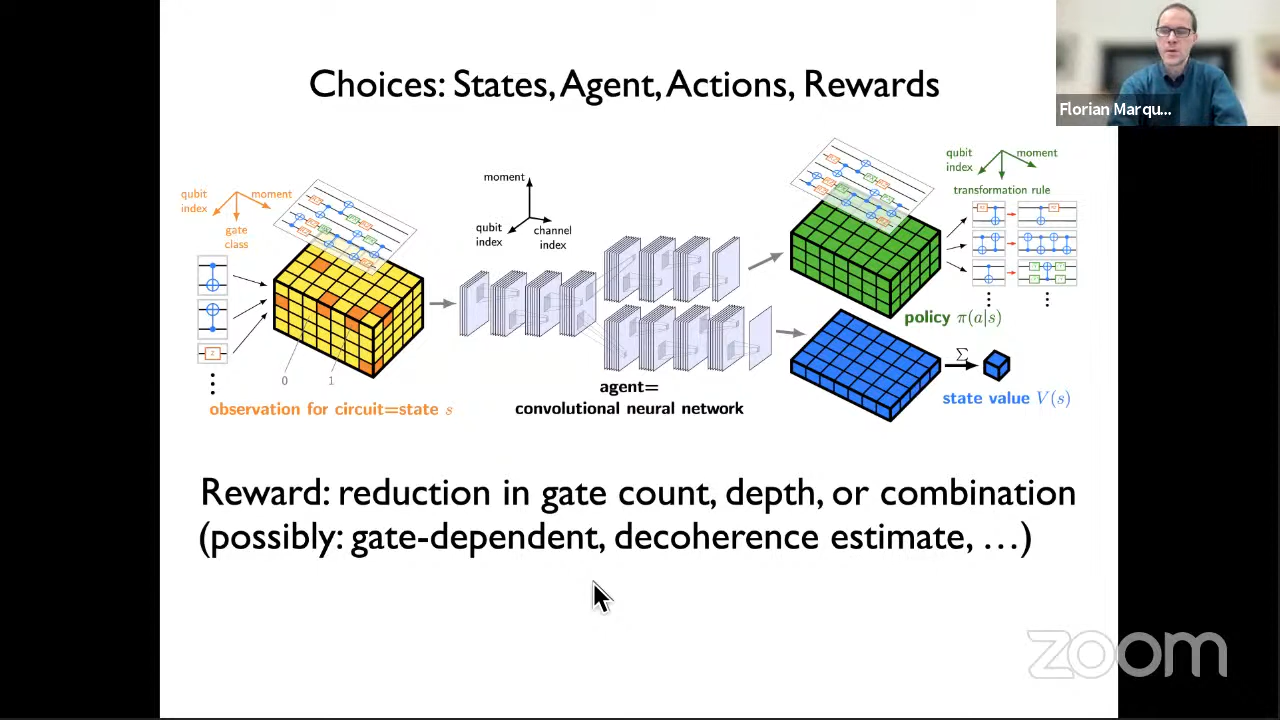 Choices: States, Agent, Actions, Rewards
Florian Marqu...
qubit
index
moment
gate
class
0
1
2
observation for circuit=state s
moment
qubit
index
channel
index
agent=
convolutional neural network
qubit
index
moment
transformation rule
policy π(a|s)
Σ
state value V(s)
Reward: reduction in gate count, depth, or combination
(possibly: gate-dependent, decoherence estimate, …)
zoom